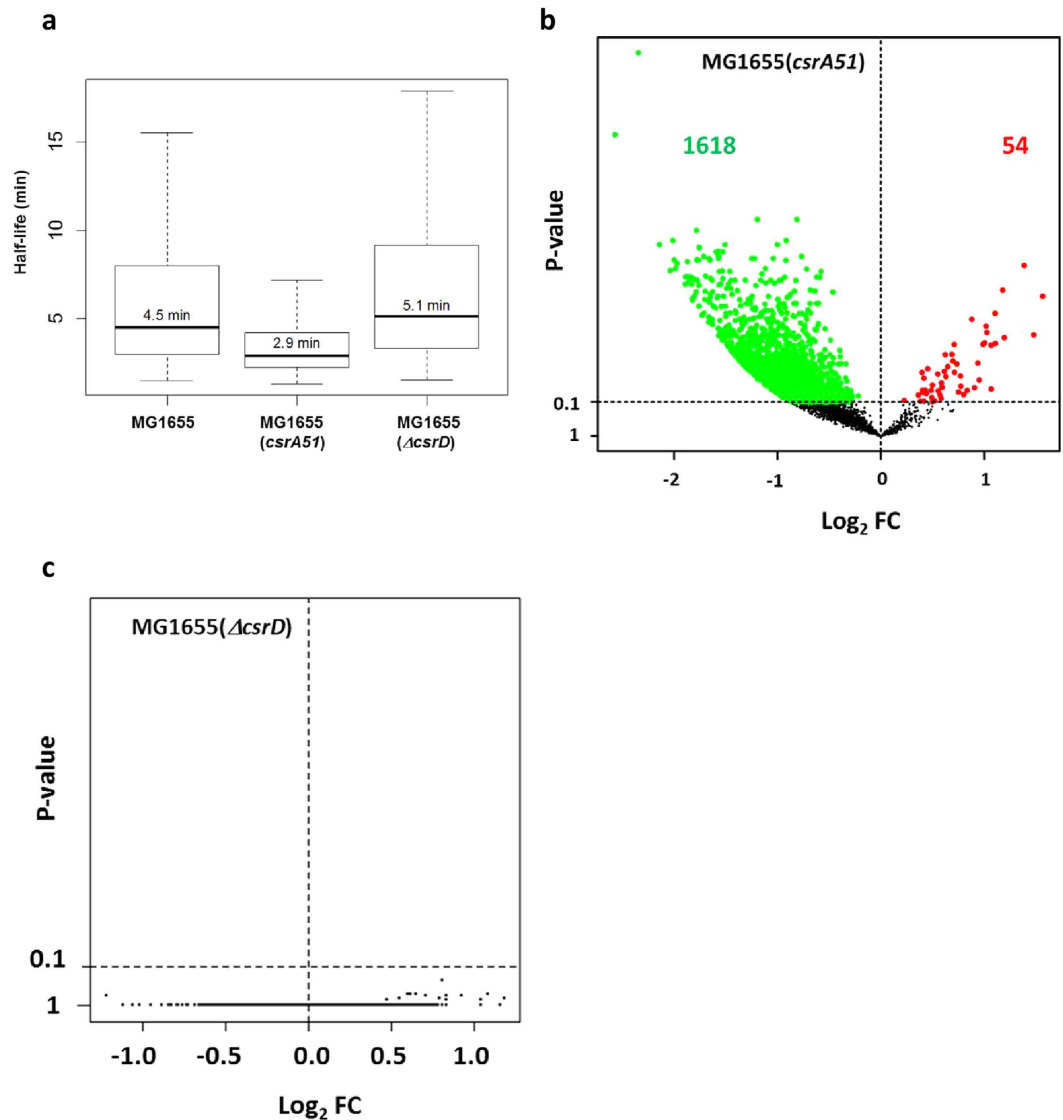 a
Half-life (min)
15
10
5
4.5 min
2.9 min
5.1 min
MG1655
MG1655
(csrA51)
MG1655
(ΔcsrD)
b
MG1655(csrA51)
1618
54
P-value
0.1
1
-2
-1
0
1
Log₂ FC
c
MG1655(ΔcsrD)
P-value
0.1
1
-1.0
-0.5
0.0
0.5
1.0
Log₂ FC